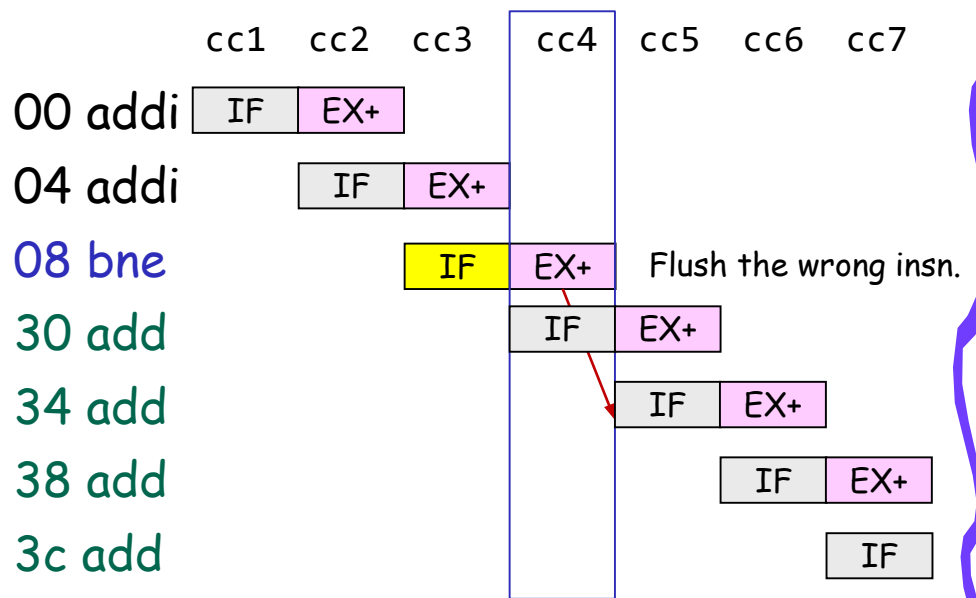 cc1 cc2 cc3 cc4 cc5 cc6 cc7
00 addi IF EX+
04 addi IF EX+
08 bne IF EX+ Flush the wrong insn.
30 add IF EX+
34 add IF EX+
38 add IF EX+
3c add IF